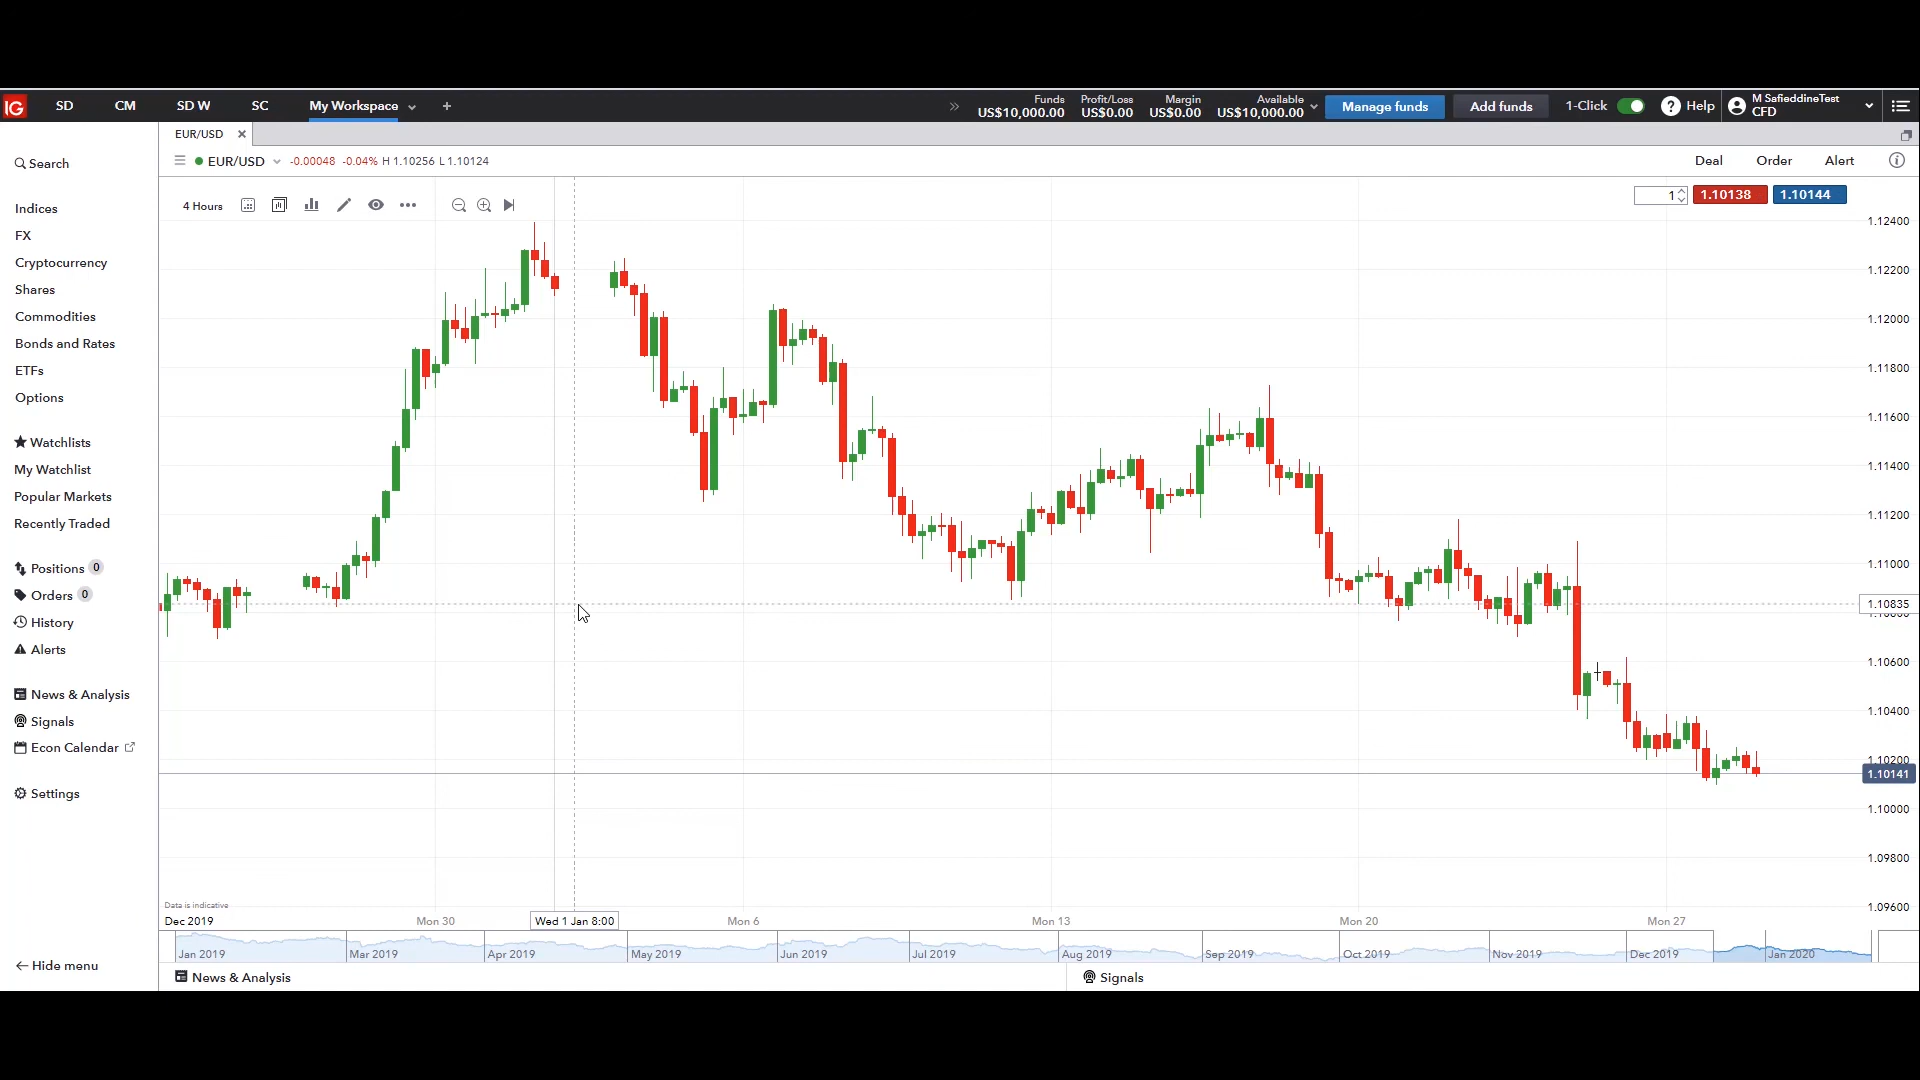 IG SD CM SD W SC My Workspace + Funds US$10,000.00 Profit/Loss US$0.00 Margin US$0.00 Available US$10,000.00 Manage funds Add funds 1-Click Help M SafieddineTest CFD
EUR/USD
Search
EUR/USD -0.00048 -0.04% H 1.10256 L 1.10124 Deal Order Alert
4 Hours 1 1.10138 1.10144
Indices
FX
Cryptocurrency
Shares
Commodities
Bonds and Rates
ETFs
Options
Watchlists
My Watchlist
Popular Markets
Recently Traded
Positions 0
Orders 0
History
Alerts
News & Analysis
Signals
Econ Calendar
Settings
Hide menu
1.12400
1.12200
1.12000
1.11800
1.11600
1.11400
1.11200
1.11000
1.10835
1.10600
1.10400
1.10200
1.10141
1.10000
1.09800
1.09600
Data is indicative
Dec 2019 Mon 30 Wed 1 Jan 8:00 Mon 6 Mon 13 Mon 20 Mon 27
Jan 2019 Mar 2019 Apr 2019 May 2019 Jun 2019 Jul 2019 Aug 2019 Sep 2019 Oct 2019 Nov 2019 Dec 2019 Jan 2020
News & Analysis Signals